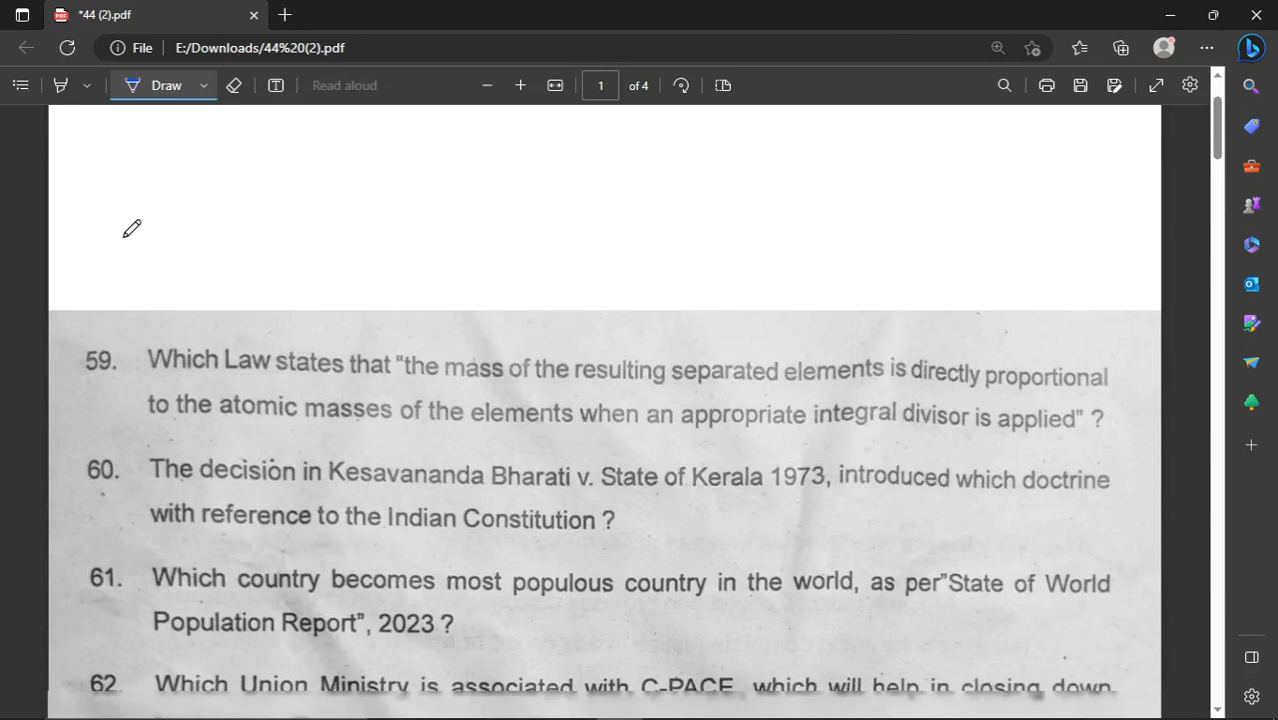 *44 (2).pdf
File E:/Downloads/44%20(2).pdf
Draw Read aloud 1 of 4
59. Which Law states that “the mass of the resulting separated elements is directly proportional
to the atomic masses of the elements when an appropriate integral divisor is applied” ?
60. The decision in Kesavananda Bharati v. State of Kerala 1973, introduced which doctrine
with reference to the Indian Constitution ?
61. Which country becomes most populous country in the world, as per”State of World
Population Report”, 2023 ?
62. Which Union Ministry is associated with C-PACE, which will help in closing down